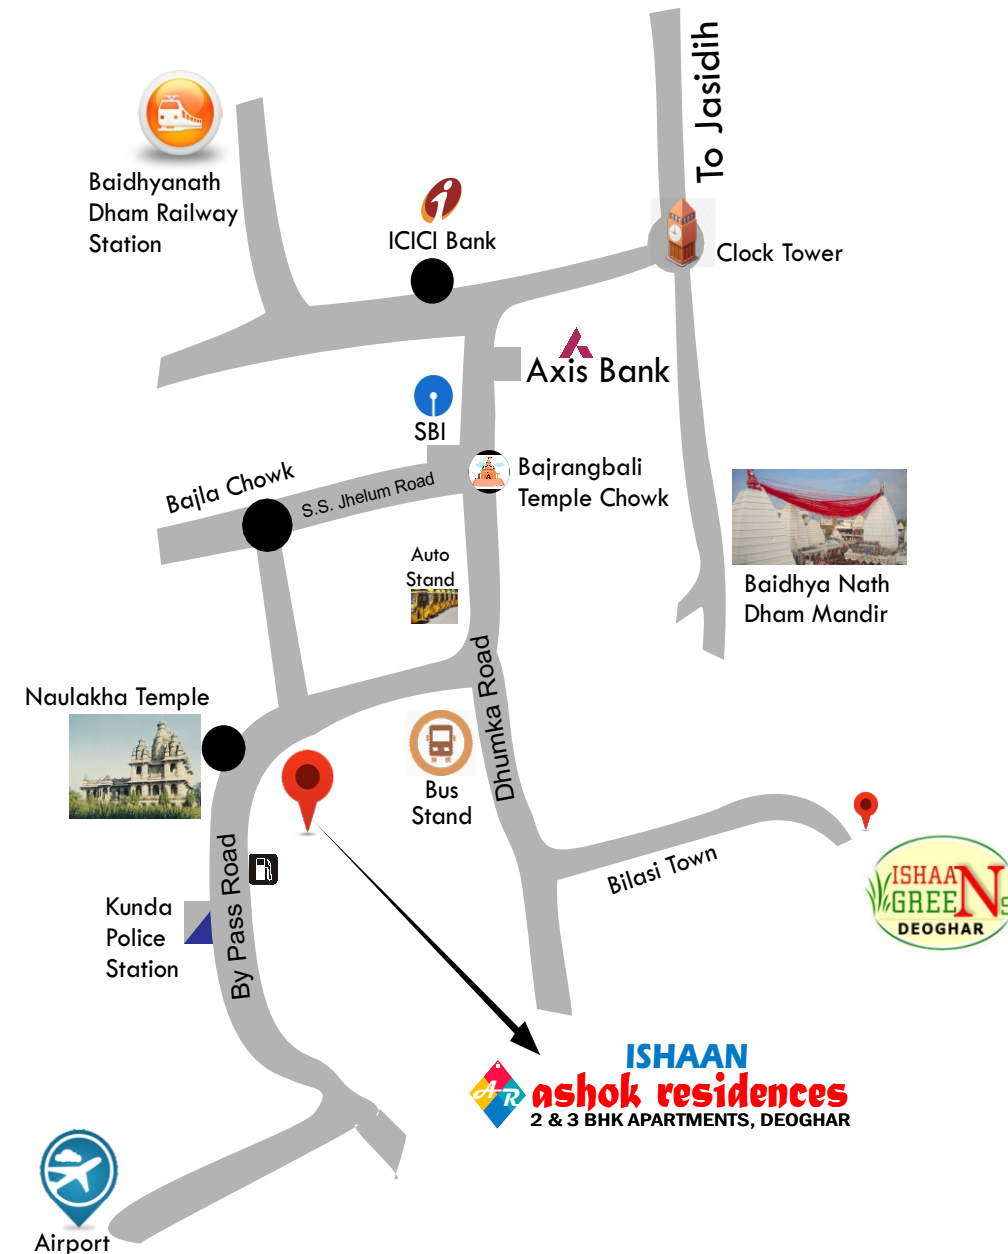 To Jasidih
Baidhyanath
Dham Railway
Station
ICICI Bank
Clock Tower
Axis Bank
SBI
Bajrangbali
Temple Chowk
Bajla Chowk
S.S. Jhelum Road
Auto
Stand
Baidhya Nath
Dham Mandir
Naulakha Temple
Dhumka Road
Bus
Stand
By Pass Road
Bilasi Town
ISHAAN
GREENs
DEOGHAR
Kunda
Police
Station
ISHAAN
AR
ashok residences
2 & 3 BHK APARTMENTS, DEOGHAR
Airport